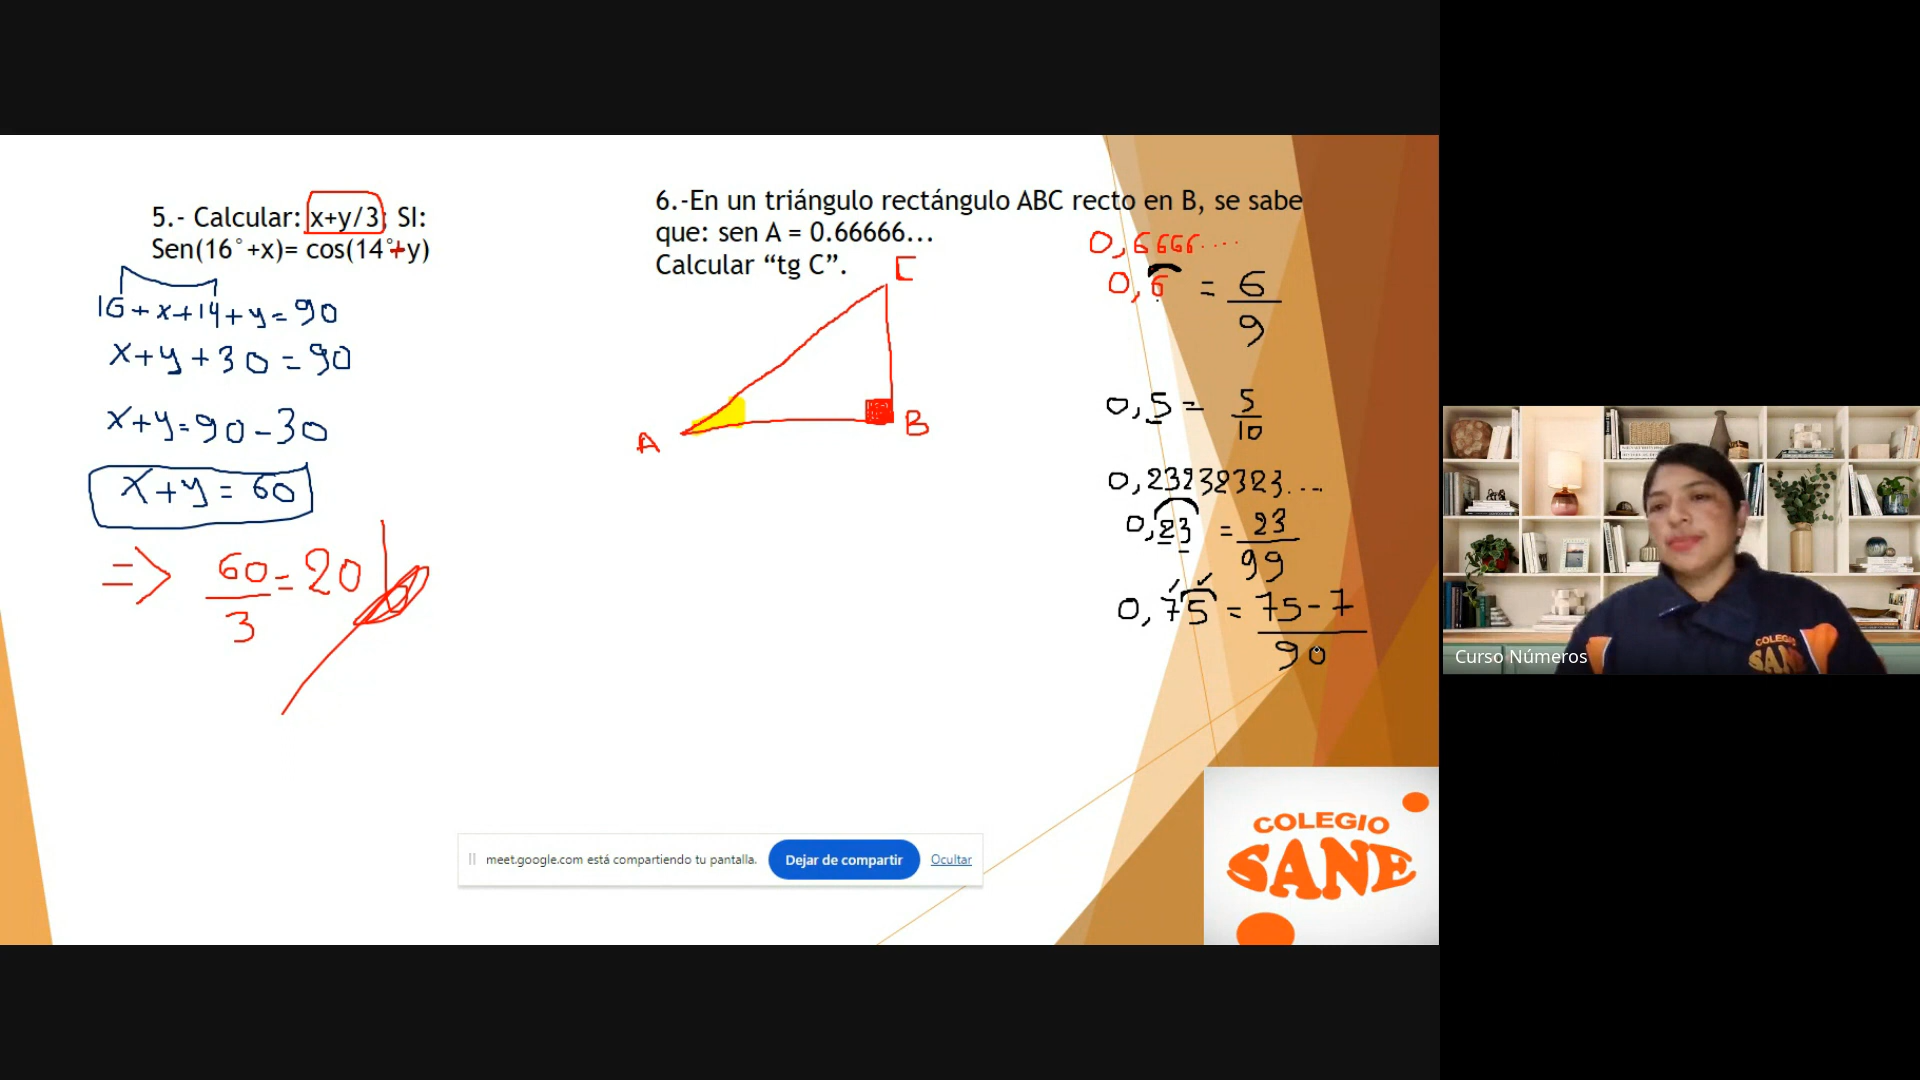 5.- Calcular: x+y/3; SI:
Sen(16°+x)= cos(14°+y)
16+x+14+y=90
x+y+30=90
x+y=90-30
x+y=60
=> 60/3=20
6.-En un triángulo rectángulo ABC recto en B, se sabe
que: sen A = 0.66666...
Calcular “tg C”.
C
A
B
0,6666....
0,6 = 6/9
0,5 = 5/10
0,23232323...
0,23 = 23/99
0,75 = 75-7/90
meet.google.com está compartiendo tu pantalla.
Dejar de compartir
Ocultar
COLEGIO
SANE
COLEGIO
SANE
Curso Números